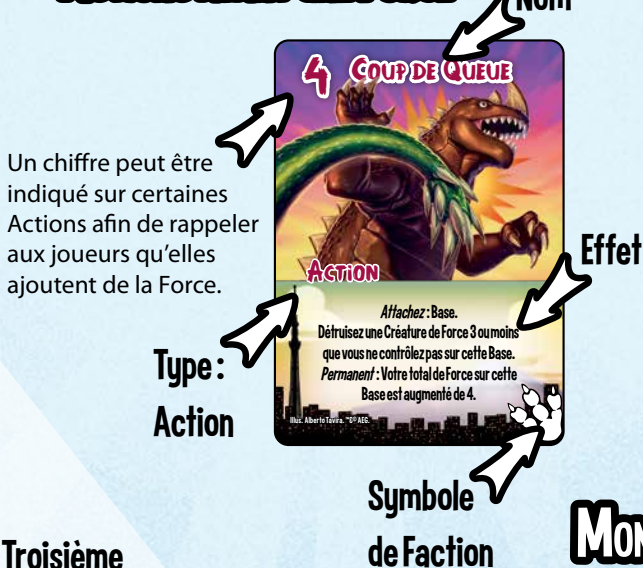 Nom
4 COUP DE QUEUE
Un chiffre peut être
indiqué sur certaines
Actions afin de rappeler
aux joueurs qu'elles
ajoutent de la Force.
ACTION
Effet
Attachez : Base.
Détruisez une Créature de Force 3 ou moins
que vous ne contrôlez pas sur cette Base.
Permanent : Votre total de Force sur cette
Base est augmenté de 4.
Illus. Alberto Tavira. ™&© AEG.
Type :
Action
Symbole
de Faction
Troisième
MON